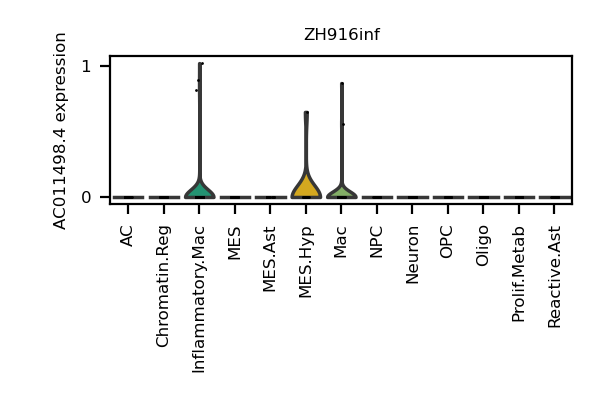 ZH916inf
AC011498.4 expression
1
0
AC
Chromatin.Reg
Inflammatory.Mac
MES
MES.Ast
MES.Hyp
Mac
NPC
Neuron
OPC
Oligo
Prolif.Metab
Reactive.Ast